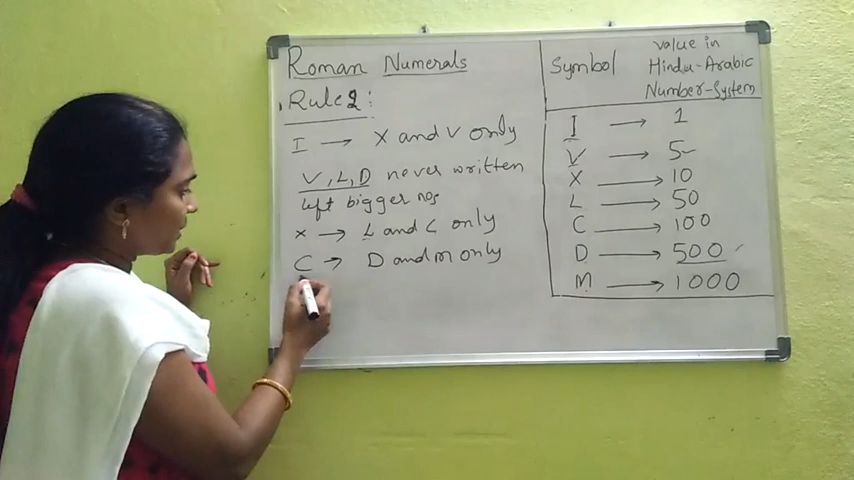 Roman Numerals
Rule 2:
I → X and V only
V, L, D never written
left bigger nos
x → L and C only
C → D and m only
Symbol
value in
Hindu-Arabic
Number-System
I → 1
V → 5
X → 10
L → 50
C → 100
D → 500
M → 1000